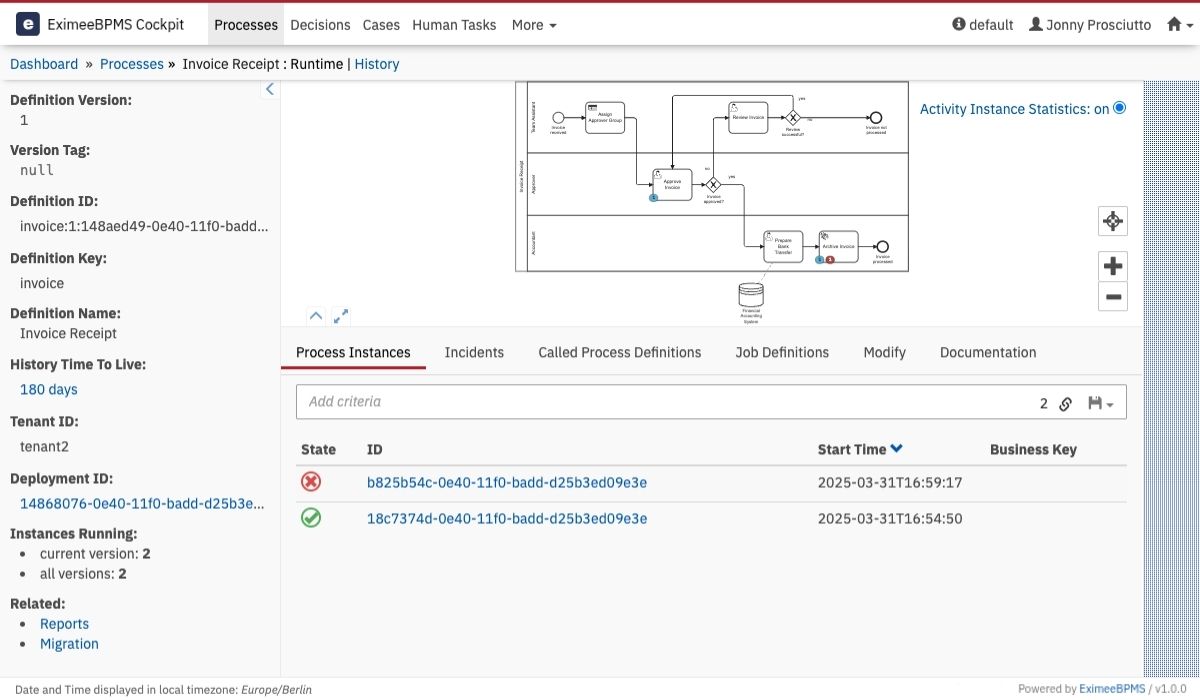 e EximeeBPMS Cockpit Processes Decisions Cases Human Tasks More default Jonny Prosciutto
Dashboard » Processes » Invoice Receipt : Runtime | History
Definition Version:
1
Version Tag:
null
Definition ID:
invoice:1:148aed49-0e40-11f0-badd...
Definition Key:
invoice
Definition Name:
Invoice Receipt
History Time To Live:
180 days
Tenant ID:
tenant2
Deployment ID:
14868076-0e40-11f0-badd-d25b3e...
Instances Running:
current version: 2
all versions: 2
Related:
Reports
Migration
Invoice Receipt
Team Assistant
Approver
Accountant
Invoice
received
Assign
Approver Group
Review Invoice
yes
no
Review
successful?
Invoice not
processed
Approve
Invoice
1
no
yes
Invoice
approved?
Prepare
Bank
Transfer
Archive Invoice
1 1
Invoice
processed
Financial
Accounting
System
Activity Instance Statistics: on
Process Instances Incidents Called Process Definitions Job Definitions Modify Documentation
Add criteria 2
State ID Start Time Business Key
b825b54c-0e40-11f0-badd-d25b3ed09e3e 2025-03-31T16:59:17
18c7374d-0e40-11f0-badd-d25b3ed09e3e 2025-03-31T16:54:50
Date and Time displayed in local timezone: Europe/Berlin
Powered by EximeeBPMS / v1.0.0